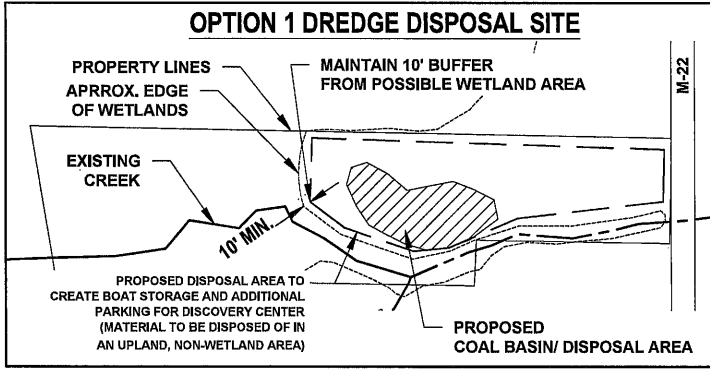 OPTION 1 DREDGE DISPOSAL SITE
PROPERTY LINES
APRROX. EDGE
OF WETLANDS
MAINTAIN 10' BUFFER
FROM POSSIBLE WETLAND AREA
M-22
EXISTING
CREEK
10' MIN.
PROPOSED DISPOSAL AREA TO
CREATE BOAT STORAGE AND ADDITIONAL
PARKING FOR DISCOVERY CENTER
(MATERIAL TO BE DISPOSED OF IN
AN UPLAND, NON-WETLAND AREA)
PROPOSED
COAL BASIN/ DISPOSAL AREA